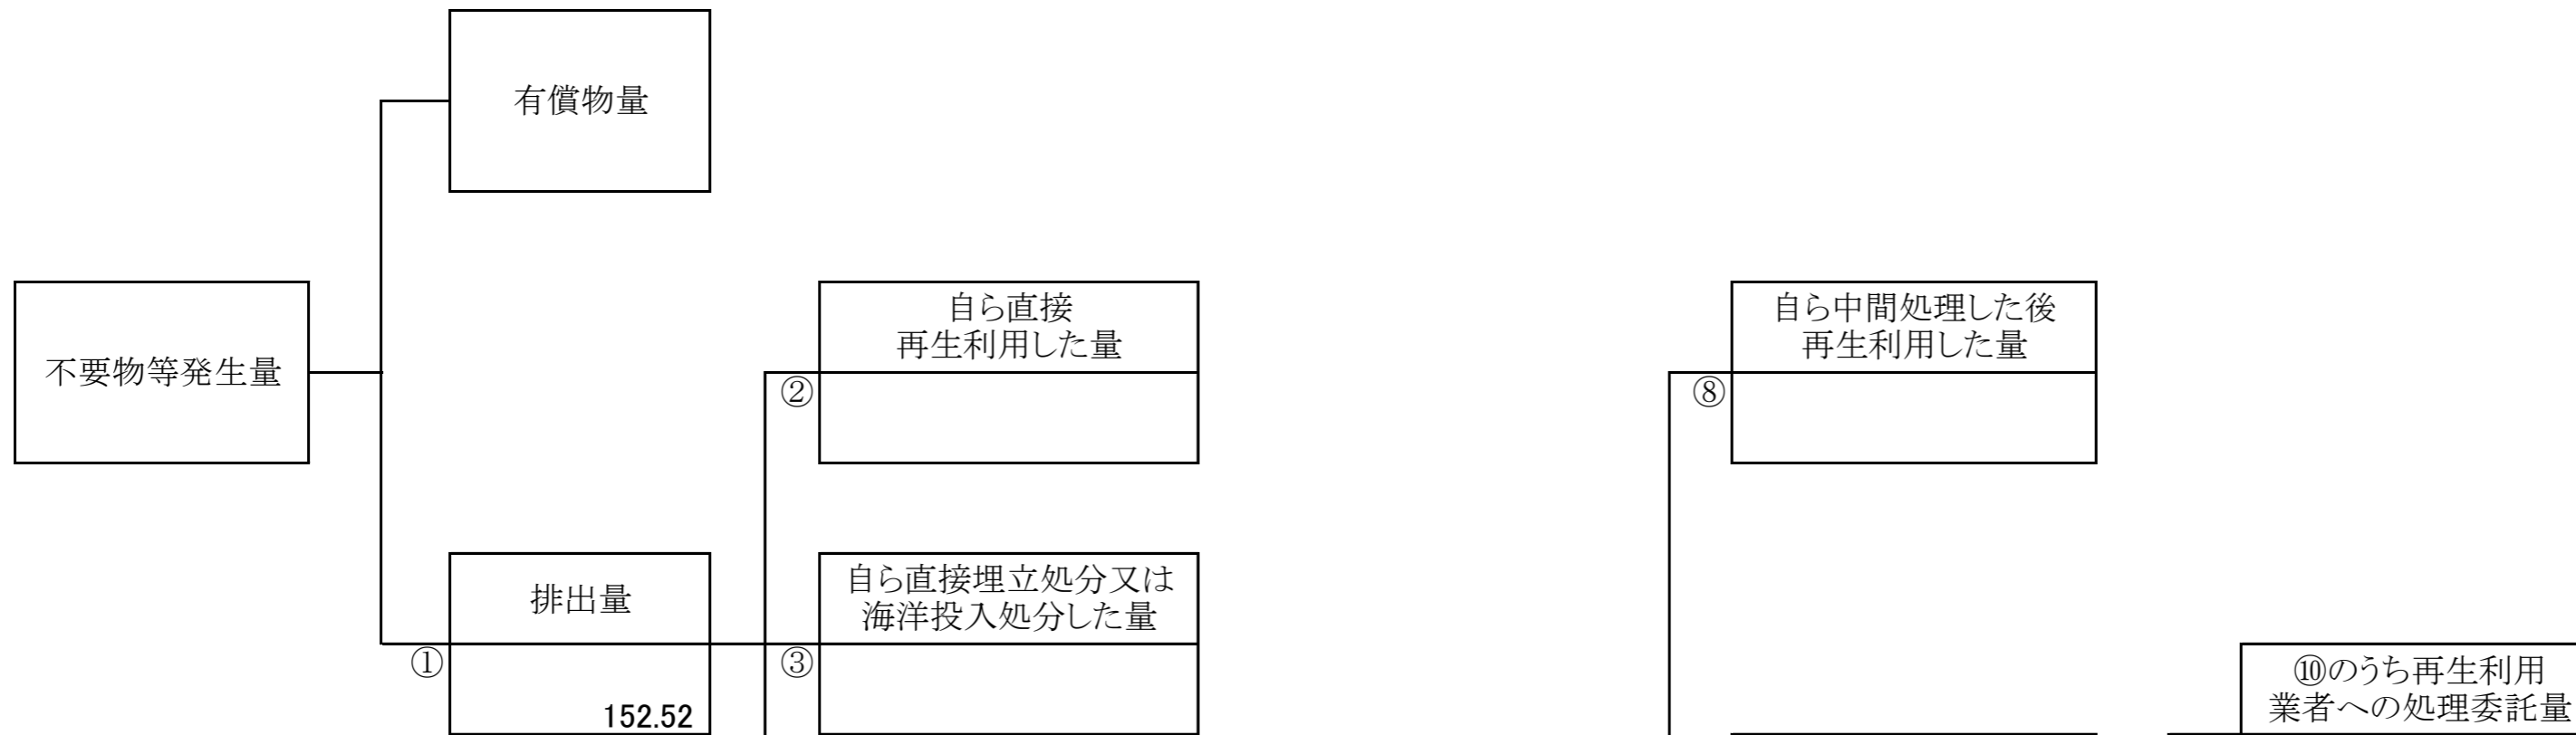 有償物量
不要物等発生量
自ら直接
再生利用した量
②
自ら中間処理した後
再生利用した量
⑧
排出量
①
152.52
自ら直接埋立処分又は
海洋投入処分した量
③
⑩のうち再生利用
業者への処理委託量